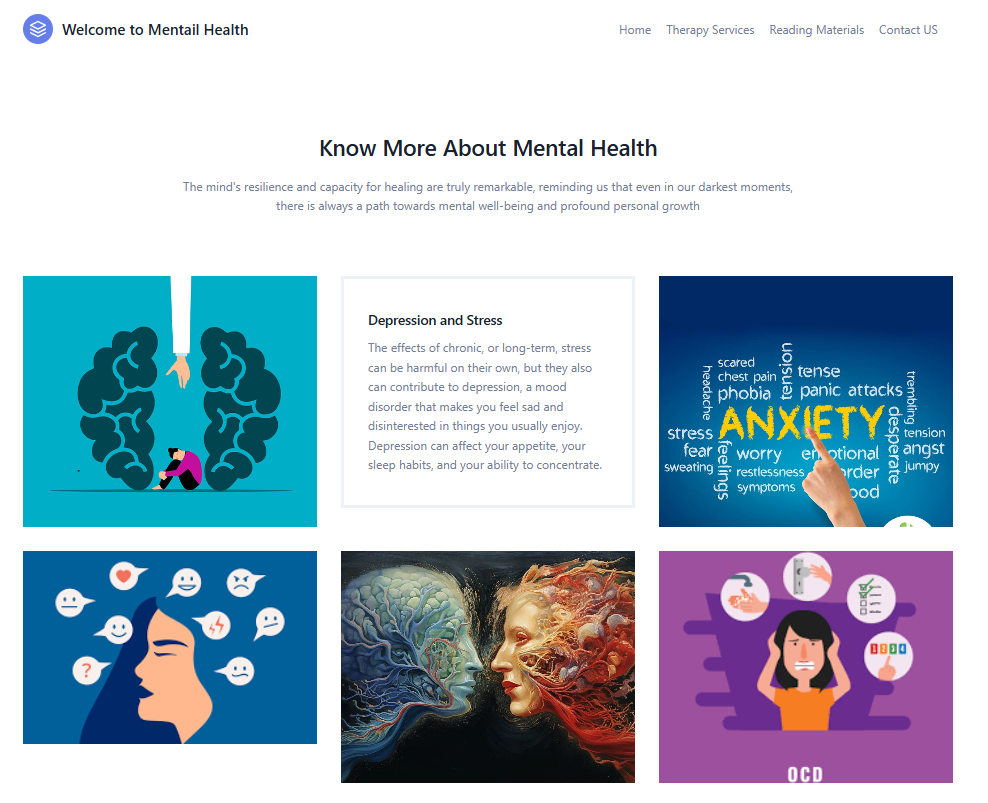 Welcome to Mentail Health
Home
Therapy Services
Reading Materials
Contact US
Know More About Mental Health
The mind's resilience and capacity for healing are truly remarkable, reminding us that even in our darkest moments,
there is always a path towards mental well-being and profound personal growth
Depression and Stress
The effects of chronic, or long-term, stress
can be harmful on their own, but they also
can contribute to depression, a mood
disorder that makes you feel sad and
disinterested in things you usually enjoy.
Depression can affect your appetite, your
sleep habits, and your ability to concentrate.
scared
chest pain
phobia
headache
tension
tense
panic attacks
trembling
ANXIETY
stress
fear
sweating
feelings
worry
restlessness
symptoms
desperate
tension
angst
jumpy
?
1 2 3 4
OCD